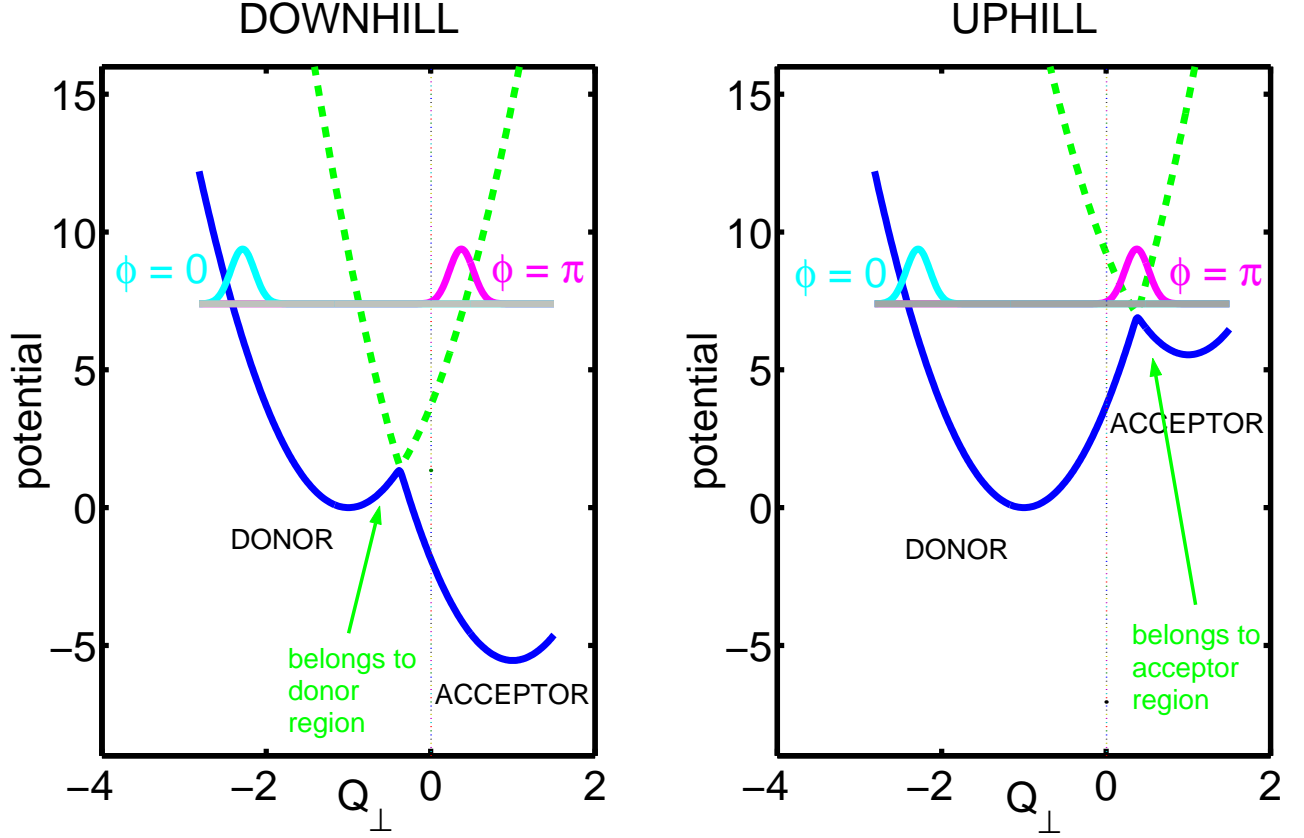 DOWNHILL
15
10
5
0
−5
−4
−2
0
2
potential
Q⊥
ϕ = 0
ϕ = π
DONOR
ACCEPTOR
belongs to
donor
region
UPHILL
15
10
5
0
−5
−4
−2
0
2
potential
Q⊥
ϕ = 0
ϕ = π
ACCEPTOR
DONOR
belongs to
acceptor
region